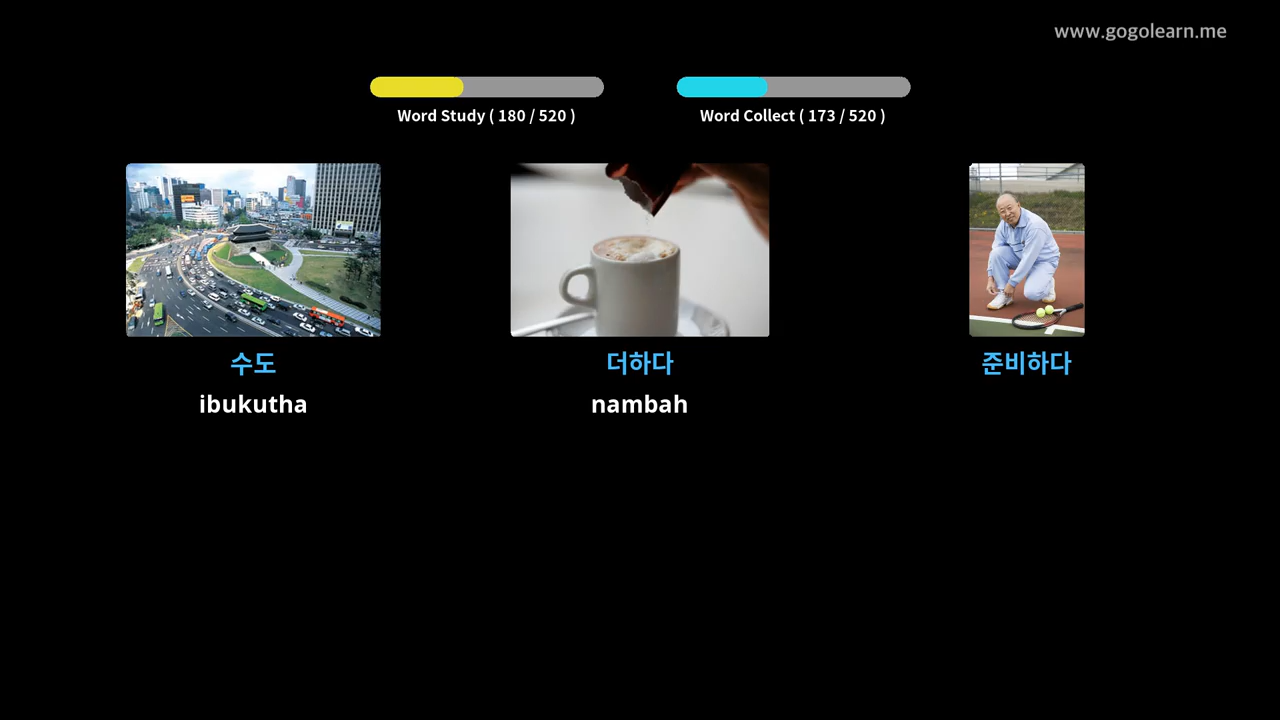 www.gogolearn.me
Word Study ( 180 / 520 )
Word Collect ( 173 / 520 )
수도
더하다
준비하다
ibukutha
nambah